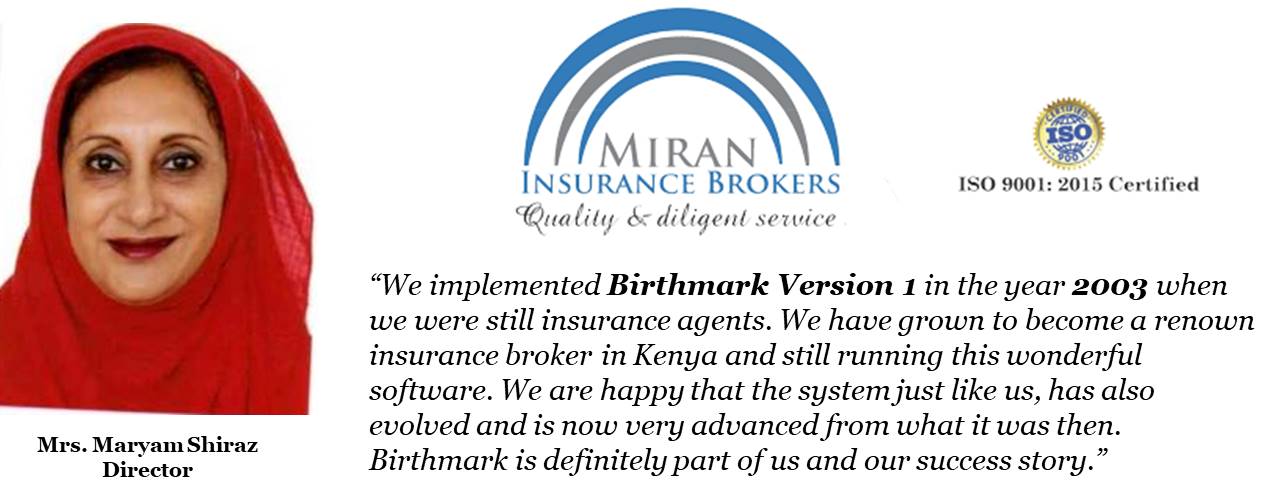 MIRAN
INSURANCE BROKERS
Quality & diligent service
CERTIFIED
ISO
9001
ISO 9001: 2015 Certified
“We implemented Birthmark Version 1 in the year 2003 when
we were still insurance agents. We have grown to become a renown
insurance broker in Kenya and still running this wonderful
software. We are happy that the system just like us, has also
evolved and is now very advanced from what it was then.
Birthmark is definitely part of us and our success story.”
Mrs. Maryam Shiraz
Director